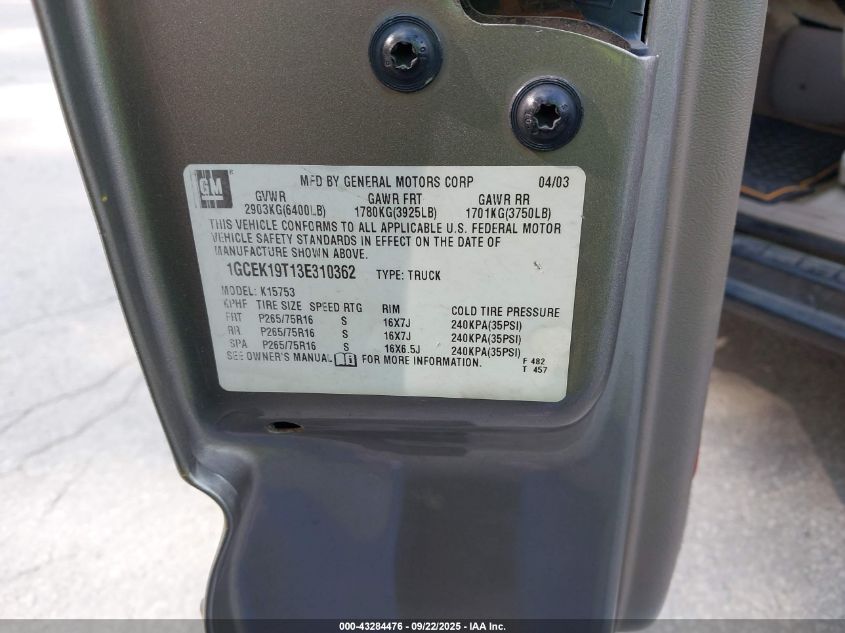 GM
MFD BY GENERAL MOTORS CORP 04/03
GVWR GAWR FRT GAWR RR
2903KG(6400LB) 1780KG(3925LB) 1701KG(3750LB)
THIS VEHICLE CONFORMS TO ALL APPLICABLE U.S. FEDERAL MOTOR
VEHICLE SAFETY STANDARDS IN EFFECT ON THE DATE OF
MANUFACTURE SHOWN ABOVE.
1GCEK19T13E310362 TYPE: TRUCK
MODEL: K15753
TIRE SIZE SPEED RTG RIM COLD TIRE PRESSURE
FRT P265/75R16 S 16X7J 240KPA(35PSI)
RR P265/75R16 S 16X7J 240KPA(35PSI)
SPA P265/75R16 S 16X6.5J 240KPA(35PSI)
SEE OWNER'S MANUAL FOR MORE INFORMATION.
F 482
T 457
000-43284476 - 09/22/2025 - IAA Inc.